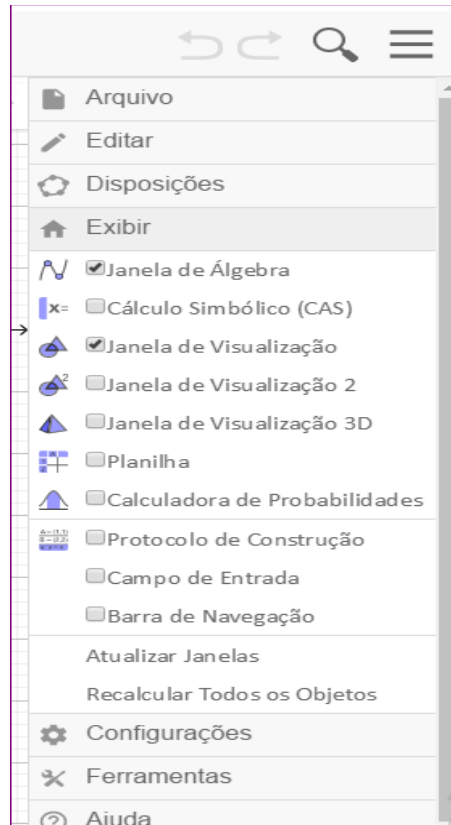 Arquivo
Editar
Disposições
Exibir
Janela de Álgebra
x= Cálculo Simbólico (CAS)
Janela de Visualização
2 Janela de Visualização 2
Janela de Visualização 3D
Planilha
Calculadora de Probabilidades
Protocolo de Construção
Campo de Entrada
Barra de Navegação
Atualizar Janelas
Recalcular Todos os Objetos
Configurações
Ferramentas
Ajuda